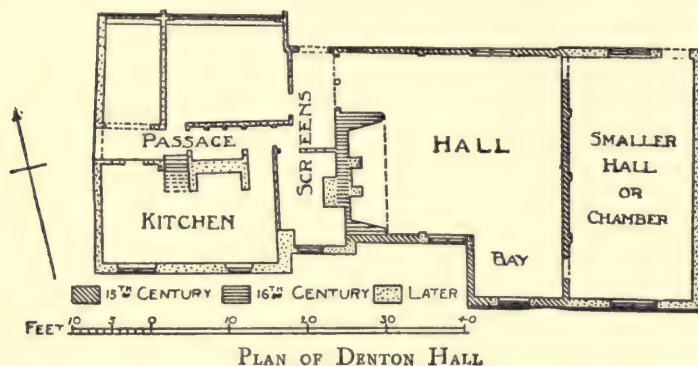 PASSAGE
SCREENS
HALL
SMALLER
HALL
OR
CHAMBER
KITCHEN
BAY
15TH CENTURY 16TH CENTURY LATER
FEET 10 5 0 10 20 30 40
PLAN OF DENTON HALL